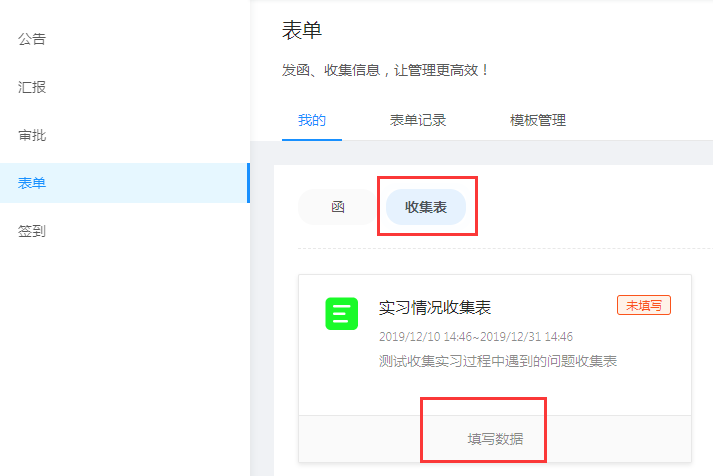 公告
汇报
审批
表单
签到
表单
发函、收集信息，让管理更高效！
我的 表单记录 模板管理
函 收集表
实习情况收集表 未填写
2019/12/10 14:46~2019/12/31 14:46
测试收集实习过程中遇到的问题收集表
填写数据